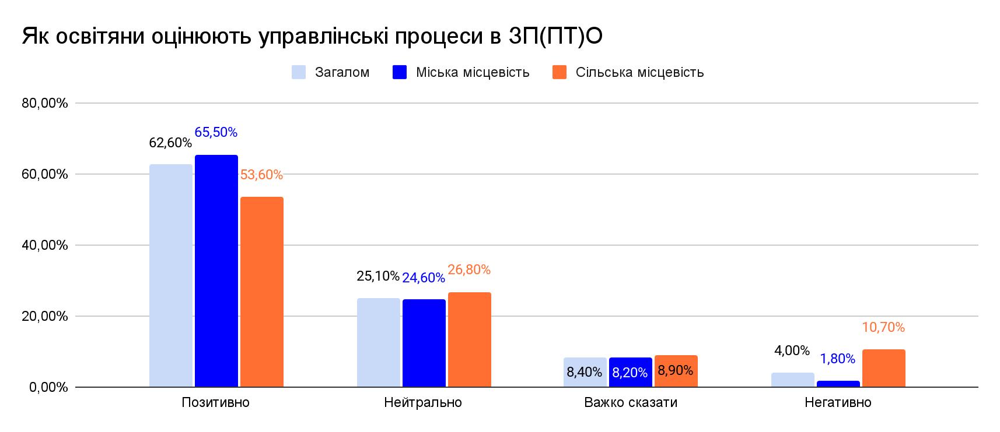 Як освітяни оцінюють управлінські процеси в ЗП(ПТ)О
Загалом Міська місцевість Сільська місцевість
80,00%
60,00%
40,00%
20,00%
0,00%
62,60% 65,50% 53,60%
25,10% 24,60% 26,80%
8,40% 8,20% 8,90%
4,00% 1,80% 10,70%
Позитивно Нейтрально Важко сказати Негативно